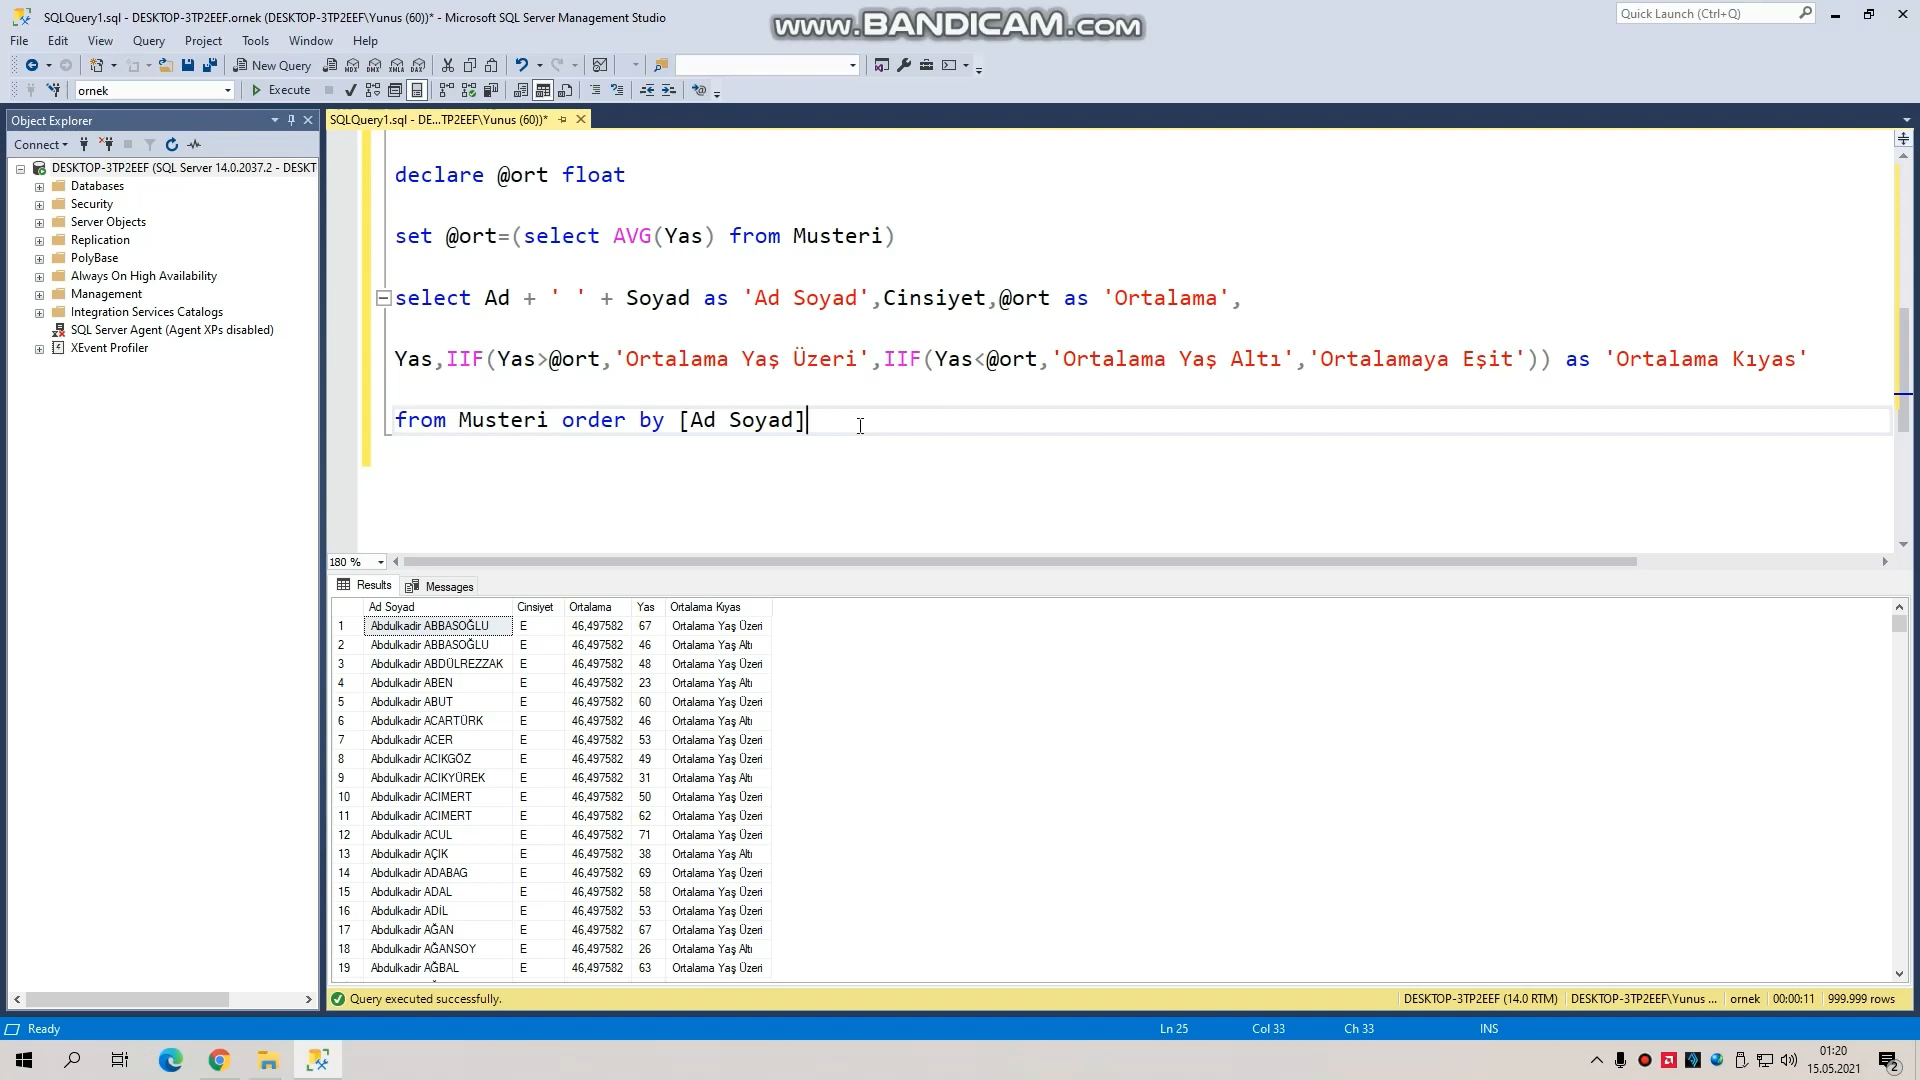 SQLQuery1.sql - DESKTOP-3TP2EEF.ornek (DESKTOP-3TP2EEF\Yunus (60))* - Microsoft SQL Server Management Studio
www.BANDICAM.com
Quick Launch (Ctrl+Q)
File Edit View Query Project Tools Window Help
New Query
ornek
Execute
Object Explorer
SQLQuery1.sql - DE...TP2EEF\Yunus (60))*
Connect
DESKTOP-3TP2EEF (SQL Server 14.0.2037.2 - DESKT
Databases
Security
Server Objects
Replication
PolyBase
Always On High Availability
Management
Integration Services Catalogs
SQL Server Agent (Agent XPs disabled)
XEvent Profiler
declare @ort float
set @ort=(select AVG(Yas) from Musteri)
select Ad + ' ' + Soyad as 'Ad Soyad',Cinsiyet,@ort as 'Ortalama',
Yas,IIF(Yas>@ort,'Ortalama Yaş Üzeri',IIF(Yas<@ort,'Ortalama Yaş Altı','Ortalamaya Eşit')) as 'Ortalama Kıyas'
from Musteri order by [Ad Soyad]
180 %
Results Messages
Ad Soyad Cinsiyet Ortalama Yas Ortalama Kıyas
1 Abdulkadir ABBASOĞLU E 46,497582 67 Ortalama Yaş Üzeri
2 Abdulkadir ABBASOĞLU E 46,497582 46 Ortalama Yaş Altı
3 Abdulkadir ABDÜLREZZAK E 46,497582 48 Ortalama Yaş Üzeri
4 Abdulkadir ABEN E 46,497582 23 Ortalama Yaş Altı
5 Abdulkadir ABUT E 46,497582 60 Ortalama Yaş Üzeri
6 Abdulkadir ACARTÜRK E 46,497582 46 Ortalama Yaş Altı
7 Abdulkadir ACER E 46,497582 53 Ortalama Yaş Üzeri
8 Abdulkadir ACIKGÖZ E 46,497582 49 Ortalama Yaş Üzeri
9 Abdulkadir ACIKYÜREK E 46,497582 31 Ortalama Yaş Altı
10 Abdulkadir ACIMERT E 46,497582 50 Ortalama Yaş Üzeri
11 Abdulkadir ACIMERT E 46,497582 62 Ortalama Yaş Üzeri
12 Abdulkadir ACUL E 46,497582 71 Ortalama Yaş Üzeri
13 Abdulkadir AÇIK E 46,497582 38 Ortalama Yaş Altı
14 Abdulkadir ADABAG E 46,497582 69 Ortalama Yaş Üzeri
15 Abdulkadir ADAL E 46,497582 58 Ortalama Yaş Üzeri
16 Abdulkadir ADİL E 46,497582 53 Ortalama Yaş Üzeri
17 Abdulkadir AĞAN E 46,497582 67 Ortalama Yaş Üzeri
18 Abdulkadir AĞANSOY E 46,497582 26 Ortalama Yaş Altı
19 Abdulkadir AĞBAL E 46,497582 63 Ortalama Yaş Üzeri
Query executed successfully.
DESKTOP-3TP2EEF (14.0 RTM) DESKTOP-3TP2EEF\Yunus ... ornek 00:00:11 999.999 rows
Ready Ln 25 Col 33 Ch 33 INS
01:20
15.05.2021
2